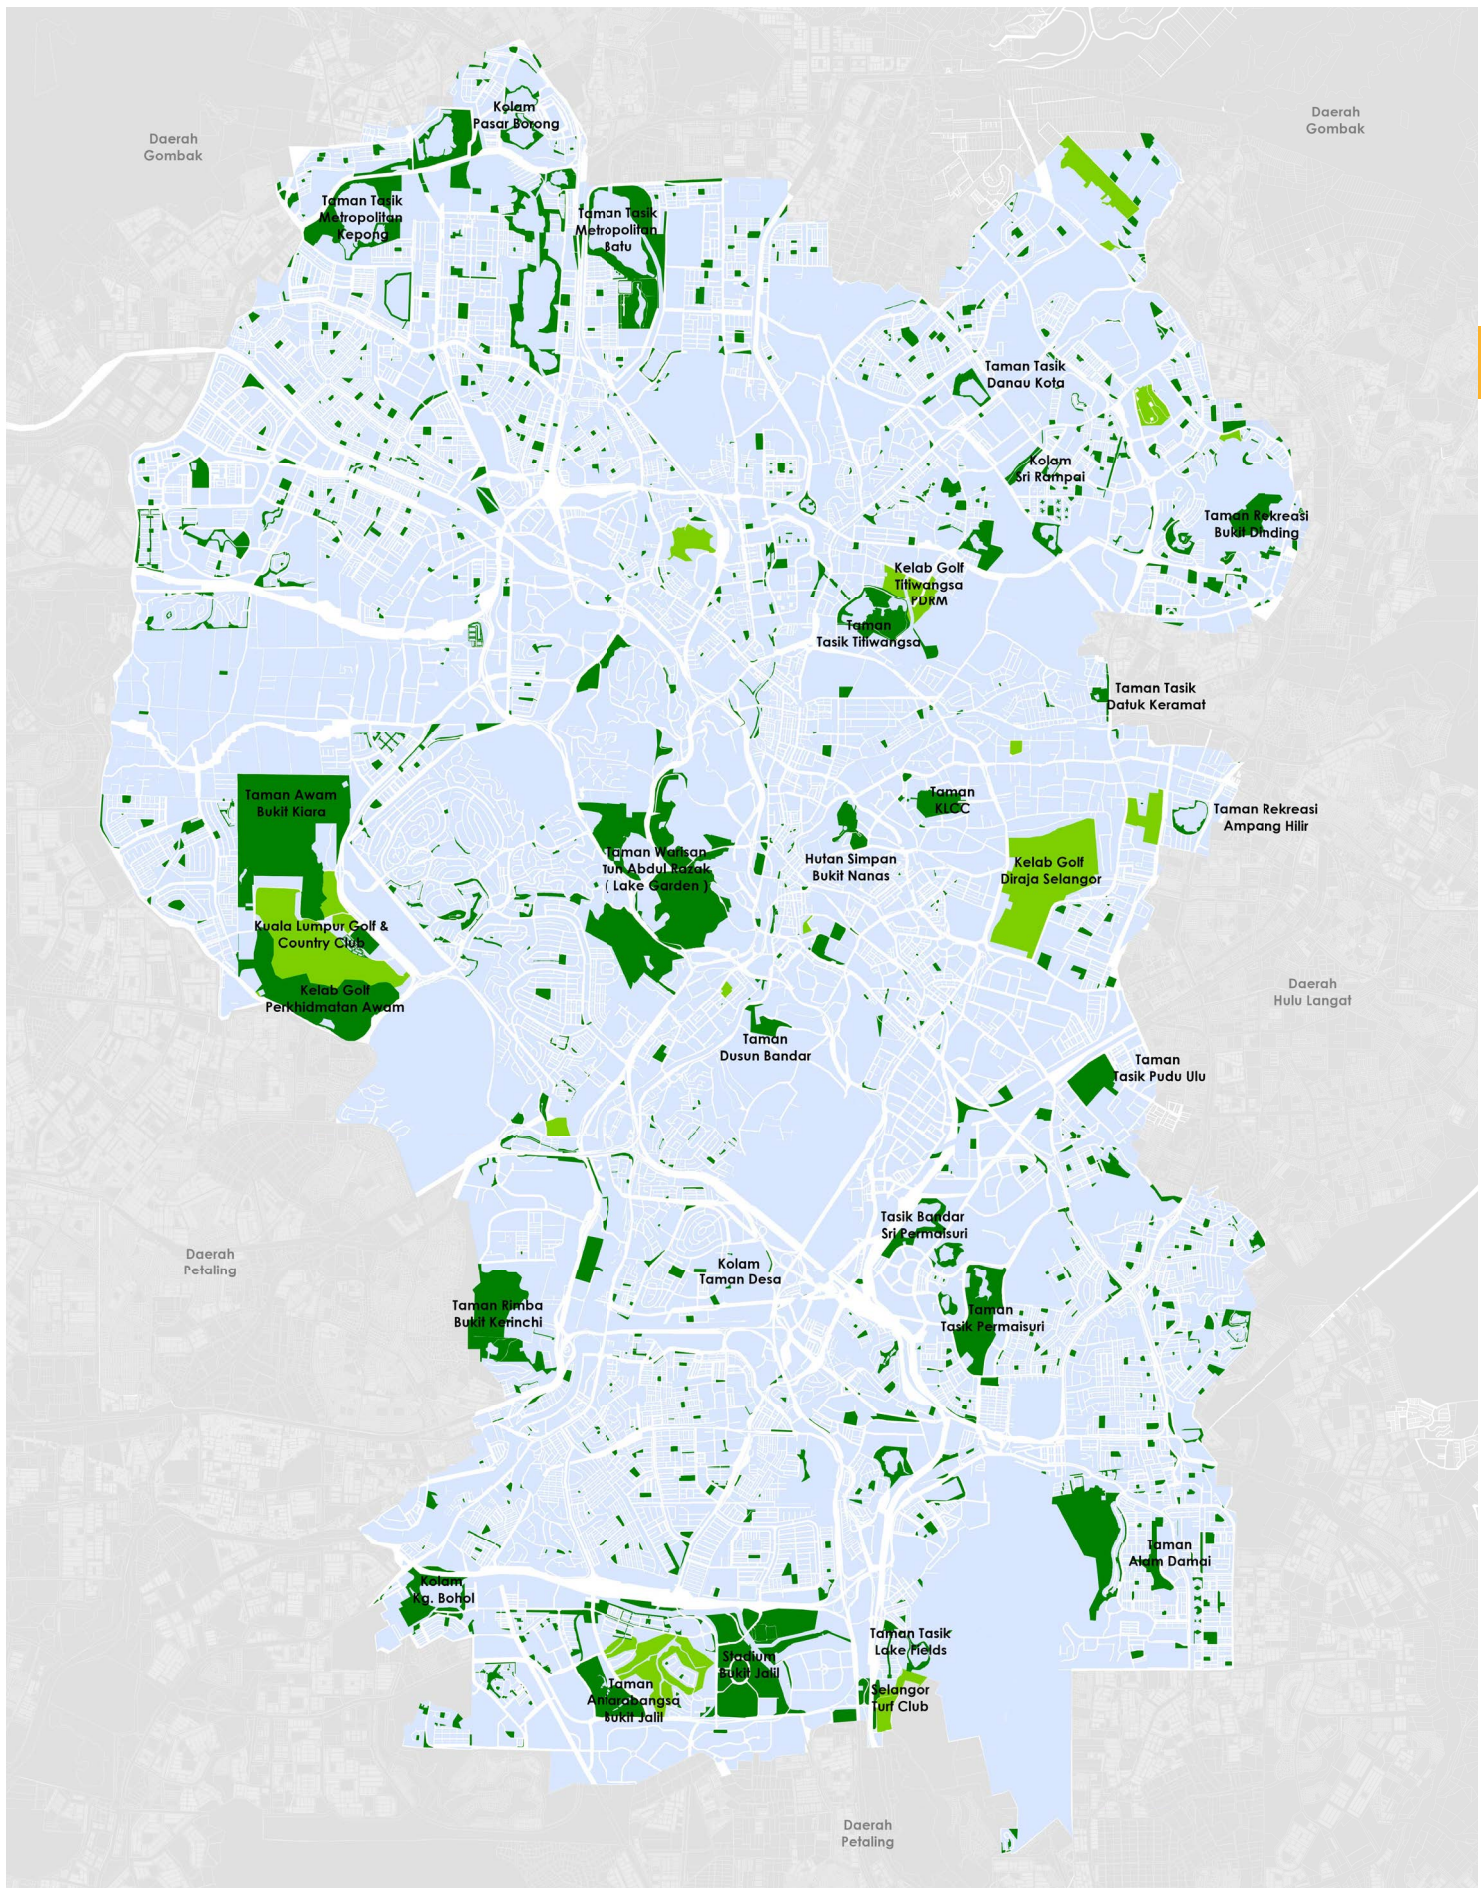 Kolam
Pasar Borong
Daerah
Gombak
Daerah
Gombak
Taman Tasik
Metropolitan
Kepong
Taman Tasik
Metropolitan
Batu
Taman Tasik
Danau Kota
Kolam
Sri Rampai
Taman Rekreasi
Bukit Dinding
Kelab Golf
Titiwangsa
PDRM
Taman
Tasik Titiwangsa
Taman Tasik
Datuk Keramat
Taman Awam
Bukit Kiara
Taman
KLCC
Taman Rekreasi
Ampang Hilir
Taman Warisan
Tun Abdul Razak
( Lake Garden )
Hutan Simpan
Bukit Nanas
Kelab Golf
Diraja Selangor
Kuala Lumpur Golf &
Country Club
Kelab Golf
Perkhidmatan Awam
Daerah
Hulu Langat
Taman
Dusun Bandar
Taman
Tasik Pudu Ulu
Tasik Bandar
Sri Permaisuri
Daerah
Petaling
Kolam
Taman Desa
Taman Rimba
Bukit Kerinchi
Taman
Tasik Permaisuri
Taman
Alam Damai
Kolam
Kg. Bohol
Taman Tasik
Lake Fields
Stadium
Bukit Jalil
Taman
Antarabangsa
Bukit Jalil
Selangor
Turf Club
Daerah
Petaling